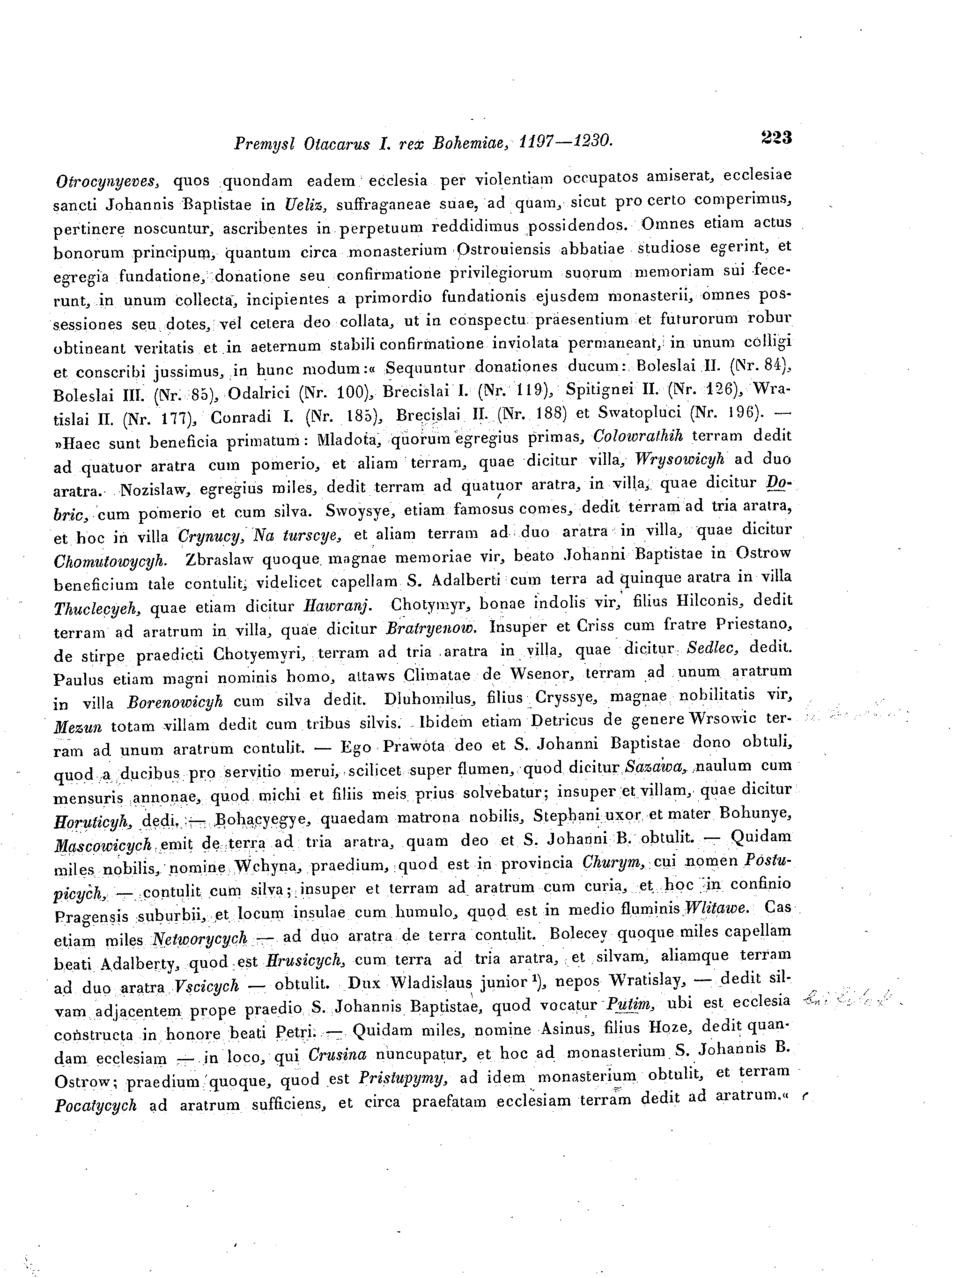 Premysl Otacarus I. rex Bohemiae, 1197—1230. 223
Otrocynyeves, quos quondam eadem ecclesia per violentiam occupatos amiserat, ecclesiae
sancti Johannis Baptistae in Ueliz, suffraganeae suae, ad quam, sicut pro certo comperimus,
pertinere noscuntur, ascribentes in perpetuum reddidimus possidendos. Omnes etiam actus
bonorum principum, quantum circa monasterium Ostrouiensis abbatiae studiose egerint, et
egregia fundatione, donatione seu confirmatione privilegiorum suorum memoriam sui fece-
runt, in unum collecta, incipientes a primordio fundationis ejusdem monasterii, omnes pos-
sessiones seu dotes, vel cetera deo collata, ut in conspectu praesentium et futurorum robur
obtineant veritatis et in aeternum stabili confirmatione inviolata permaneant, in unum colligi
et conscribi jussimus, in hunc modum:« Sequuntur donationes ducum: Boleslai II. (Nr. 84),
Boleslai III. (Nr. 85), Odalrici (Nr. 100), Brecislai I. (Nr. 119), Spitignei II. (Nr. 126), Wra-
tislai II. (Nr. 177), Conradi I. (Nr. 185), Brecislai II. (Nr. 188) et Swatopluci (Nr. 196). —
»Haec sunt beneficia primatum: Mladota, quorum egregius primas, Colowrathih terram dedit
ad quatuor aratra cum pomerio, et aliam terram, quae dicitur villa, Wrysowicyh ad duo
aratra. Nozislaw, egregius miles, dedit terram ad quatuor aratra, in villa, quae dicitur Do-
bric, cum pomerio et cum silva. Swoysye, etiam famosus comes, dedit terram ad tria aratra,
et hoc in villa Crynucy, Na turscye, et aliam terram ad duo aratra in villa, quae dicitur
Chomutowycyh. Zbraslaw quoque magnae memoriae vir, beato Johanni Baptistae in Ostrow
beneficium tale contulit, videlicet capellam S. Adalberti cum terra ad quinque aratra in villa
Thuclecyeh, quae etiam dicitur Hawranj. Chotymyr, bonae indolis vir, filius Hilconis, dedit
terram ad aratrum in villa, quae dicitur Bratryenow. Insuper et Criss cum fratre Priestano,
de stirpe praedicti Chotyemyri, terram ad tria aratra in villa, quae dicitur Sedlec, dedit.
Paulus etiam magni nominis homo, attaws Climatae de Wsenor, terram ad unum aratrum
in villa Borenowicyh cum silva dedit. Dluhomilus, filius Cryssye, magnae nobilitatis vir,
Mezun totam villam dedit cum tribus silvis. Ibidem etiam Detricus de genere Wrsowic ter-
ram ad unum aratrum contulit. — Ego Prawota deo et S. Johanni Baptistae dono obtuli,
quod a ducibus pro servitio merui, scilicet super flumen, quod dicitur Sazawa, naulum cum
mensuris annonae, quod michi et filiis meis prius solvebatur; insuper et villam, quae dicitur
Horuticyh, dedi. — Bohacyegye, quaedam matrona nobilis, Stephani uxor et mater Bohunye,
Mascowicych emit de terra ad tria aratra, quam deo et S. Johanni B. obtulit. — Quidam
miles nobilis, nomine Wchyna, praedium, quod est in provincia Churym, cui nomen Postu-
picych, — contulit cum silva; insuper et terram ad aratrum cum curia, et hoc in confinio
Pragensis suburbii, et locum insulae cum humulo, quod est in medio fluminis Wlitawe. Cas
etiam miles Networycych — ad duo aratra de terra contulit. Bolecey quoque miles capellam
beati Adalberty, quod est Hrusicych, cum terra ad tria aratra, et silvam, aliamque terram
ad duo aratra Vscicych — obtulit. Dux Wladislaus junior ¹), nepos Wratislay, — dedit sil-
vam adjacentem prope praedio S. Johannis Baptistae, quod vocatur Putim, ubi est ecclesia
constructa in honore beati Petri. — Quidam miles, nomine Asinus, filius Hoze, dedit quan-
dam ecclesiam — in loco, qui Crusina nuncupatur, et hoc ad monasterium S. Johannis B.
Ostrow; praedium quoque, quod est Pristupymy, ad idem monasterium obtulit, et terram
Pocatycych ad aratrum sufficiens, et circa praefatam ecclesiam terram dedit ad aratrum.«